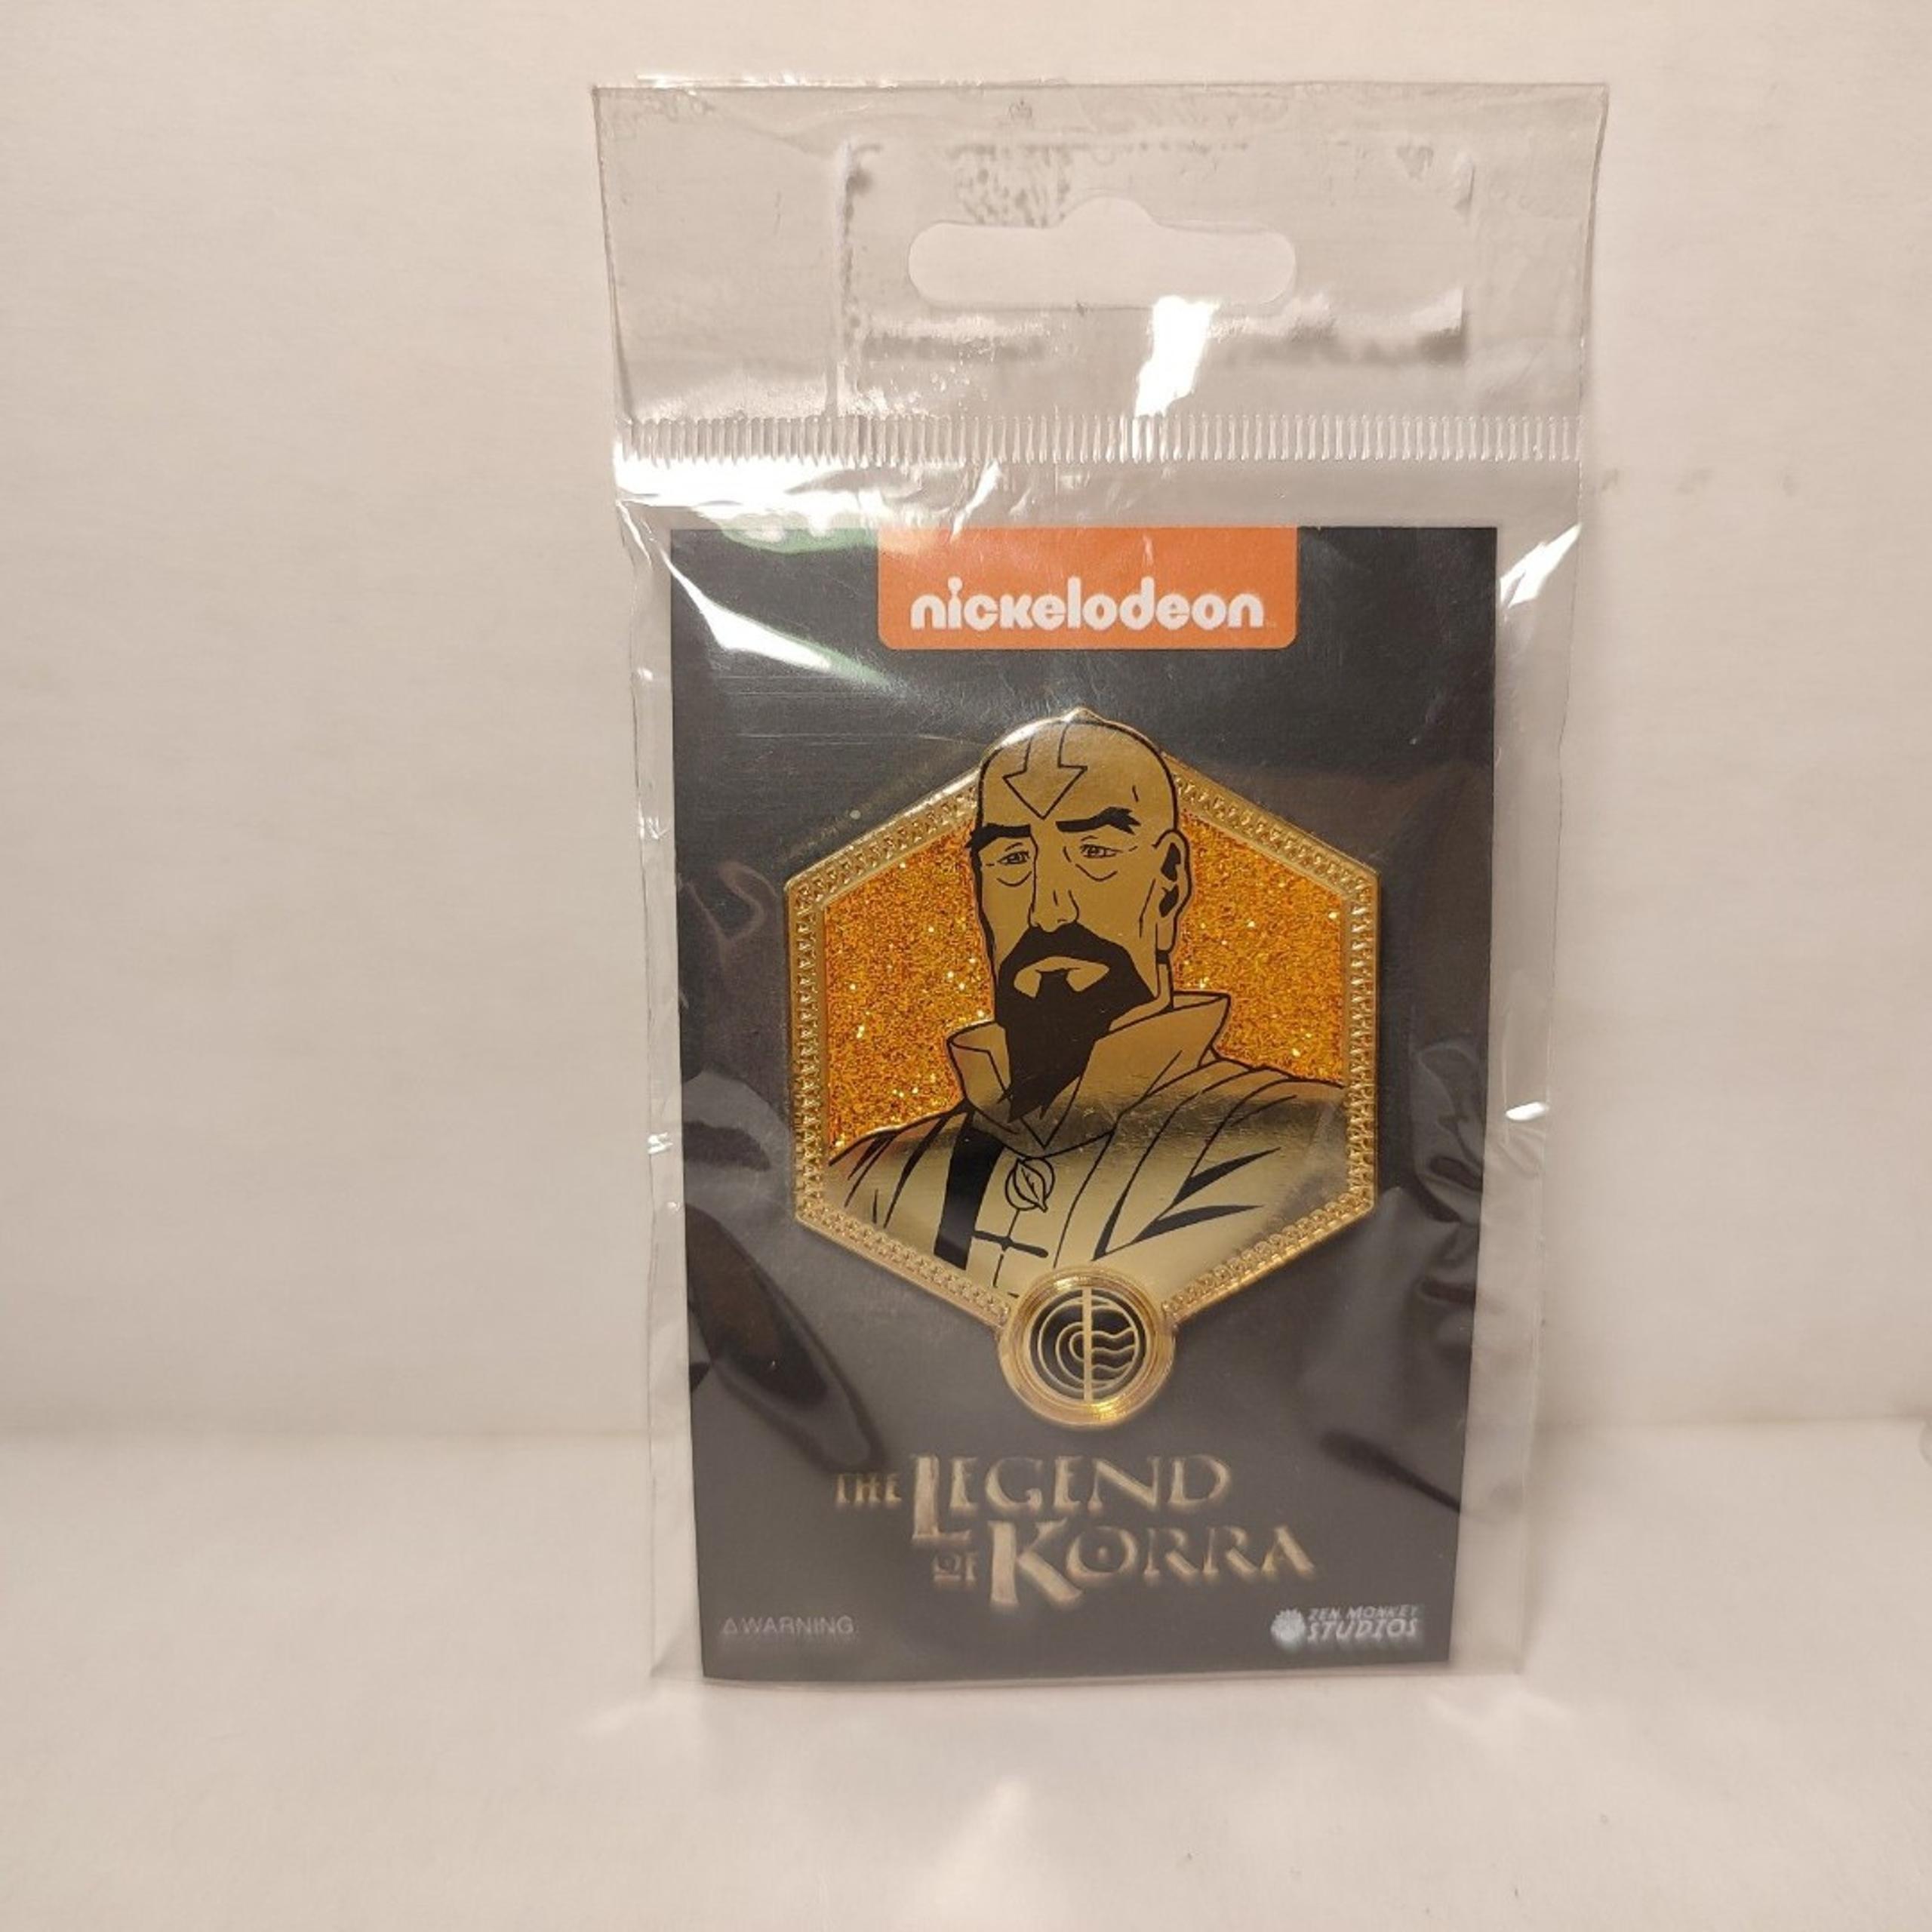 nickelodeon
THE LEGEND
OF KORRA
⚠WARNING:
ZEN MONKEY
STUDIOS